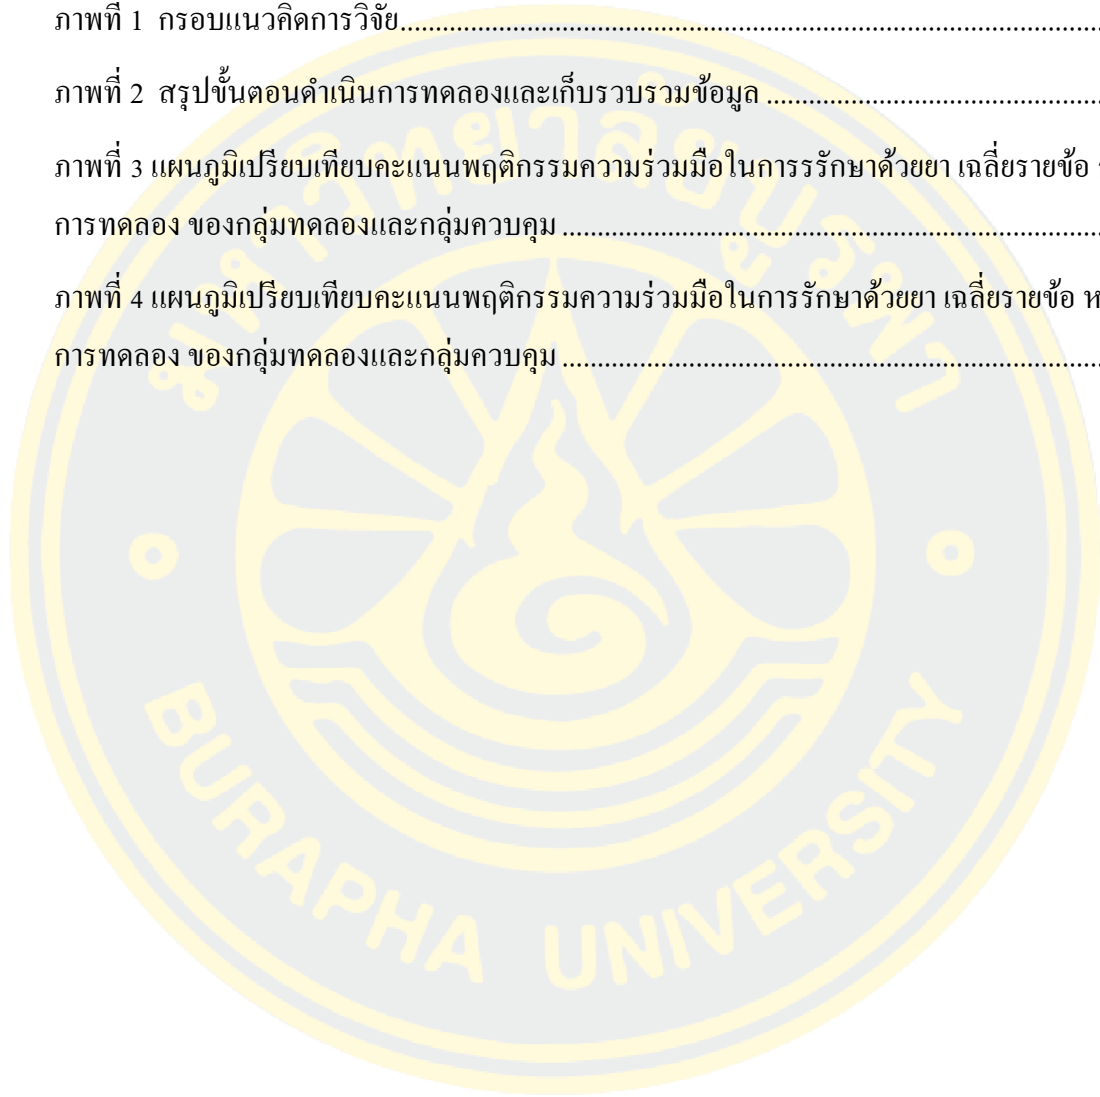 ภาพที่ 1 กรอบแนวคิดการวิจัย....................................................................................................
ภาพที่ 2 สรุปขั้นตอนดำเนินการทดลองและเก็บรวบรวมข้อมูล ................................................
ภาพที่ 3 แผนภูมิเปรียบเทียบคะแนนพฤติกรรมความร่วมมือในการรรักษาด้วยยา เฉลี่ยรายข้อ
การทดลอง ของกลุ่มทดลองและกลุ่มควบคุม ............................................................................
ภาพที่ 4 แผนภูมิเปรียบเทียบคะแนนพฤติกรรมความร่วมมือในการรักษาด้วยยา เฉลี่ยรายข้อ ห
การทดลอง ของกลุ่มทดลองและกลุ่มควบคุม ............................................................................
มหาวิทยาลัยบูรพา
BURAPHA UNIVERSITY